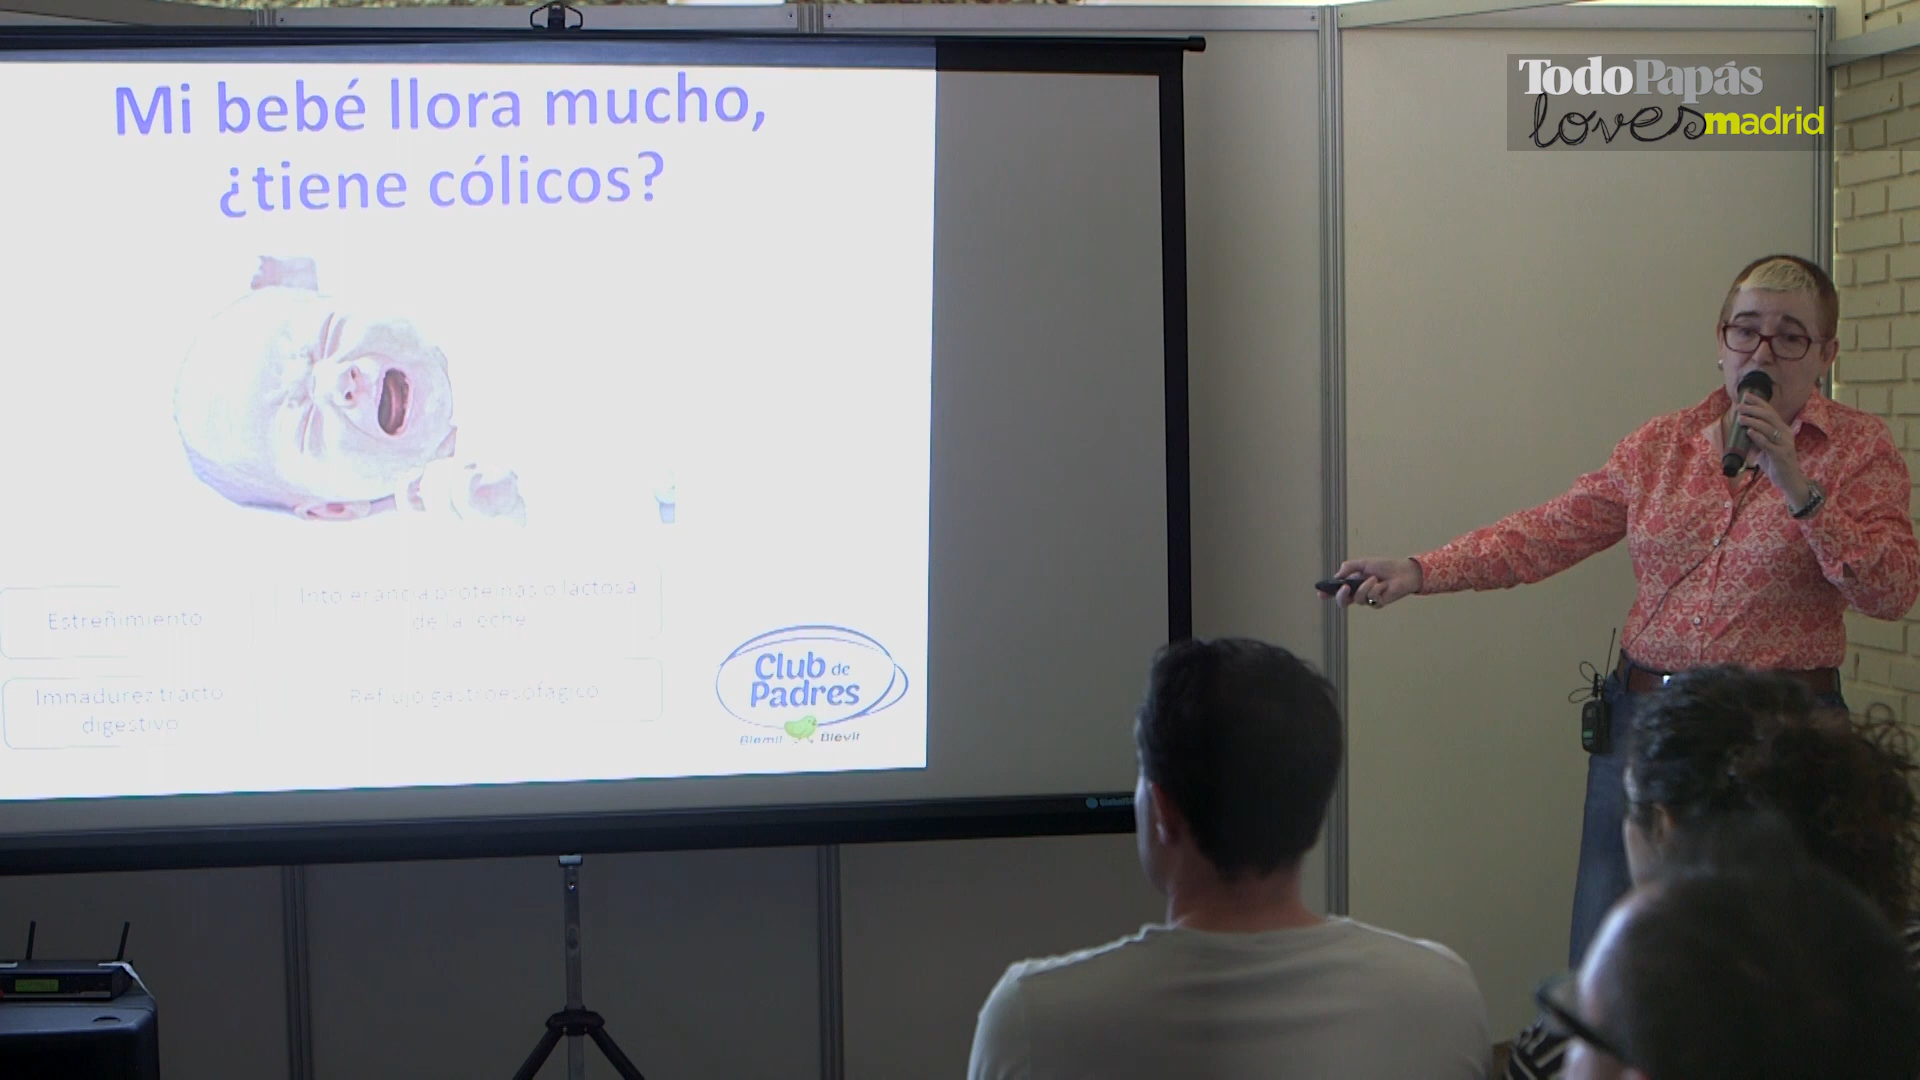 Mi bebé llora mucho,
¿tiene cólicos?
Estreñimiento
Intolerancia proteínas o lactosa
de la leche
Inmadurez tracto
digestivo
Reflujo gastroesofágico
Club de
Padres
Blemil Blevit
TodoPapás
loves madrid